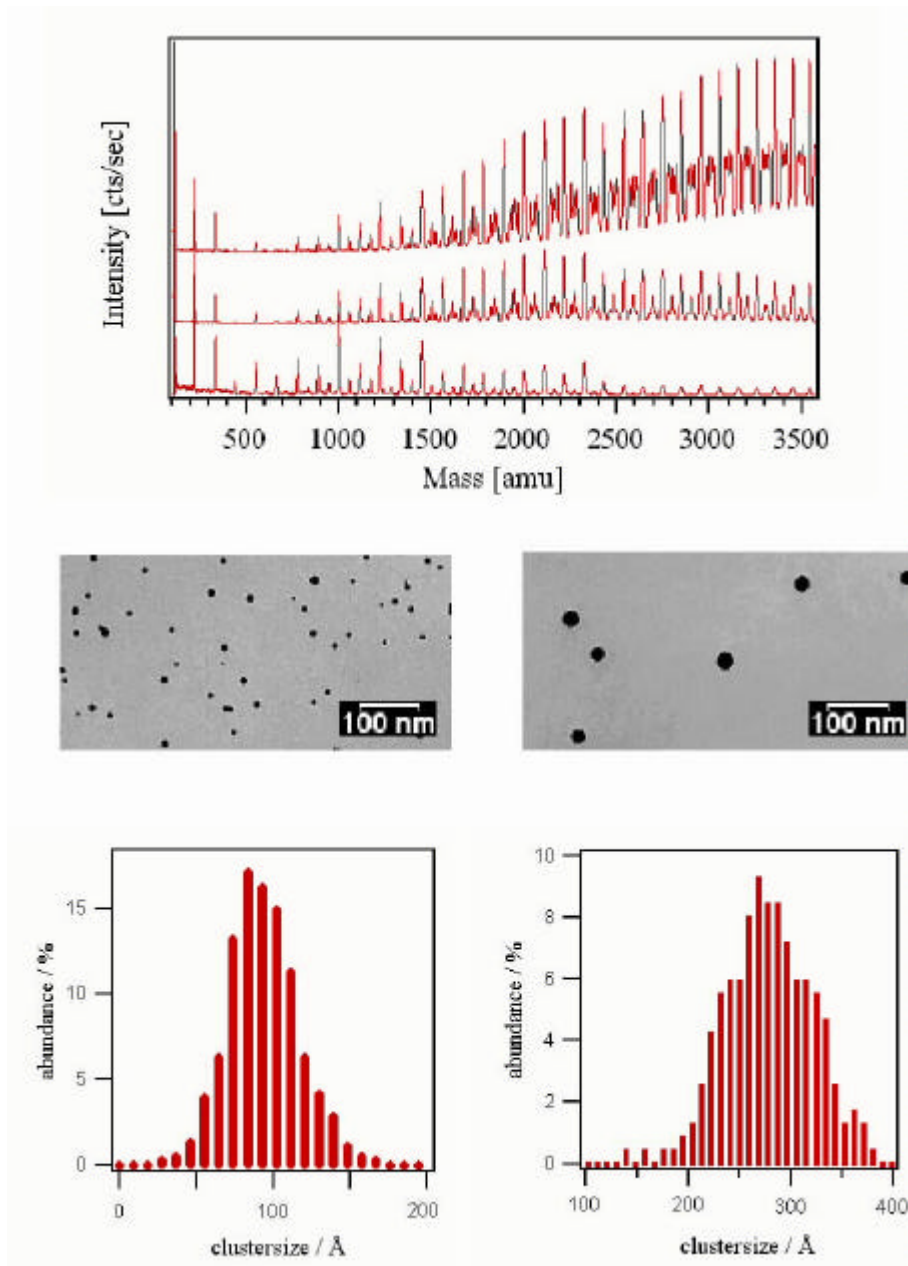 Intensity [cts/sec]
500 1000 1500 2000 2500 3000 3500
Mass [amu]
100 nm
100 nm
abundance / %
15
10
5
0
0 100 200
clustersize / Å
abundance / %
10
8
6
4
2
0
100 200 300 400
clustersize / Å